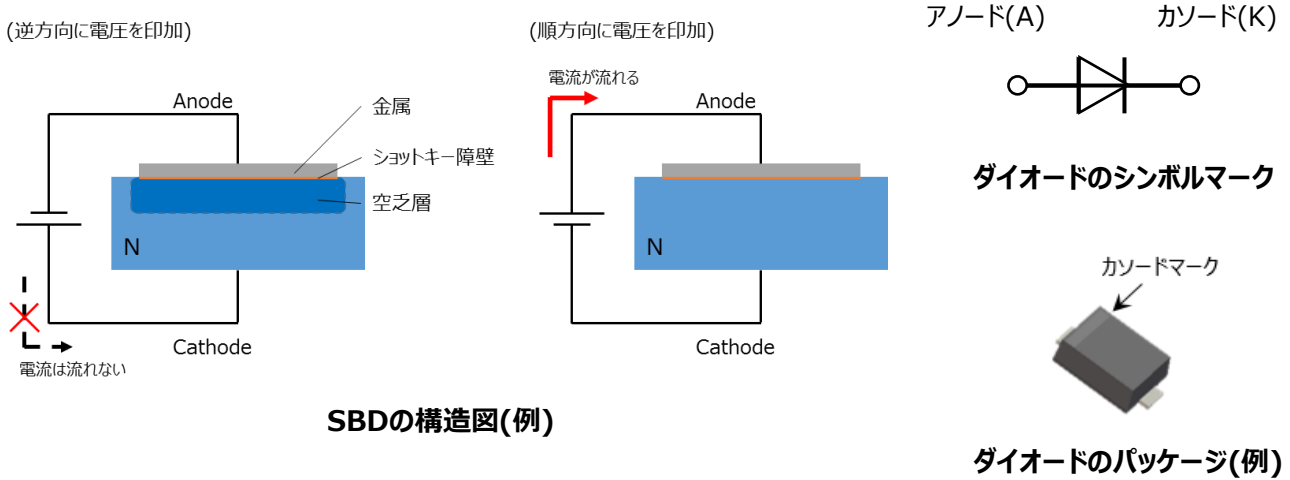 (逆方向に電圧を印加)
Anode
金属
ショットキー障壁
空乏層
N
Cathode
電流は流れない
(順方向に電圧を印加)
電流が流れる
Anode
N
Cathode
SBDの構造図(例)
アノード(A)
カソード(K)
ダイオードのシンボルマーク
カソードマーク
ダイオードのパッケージ(例)